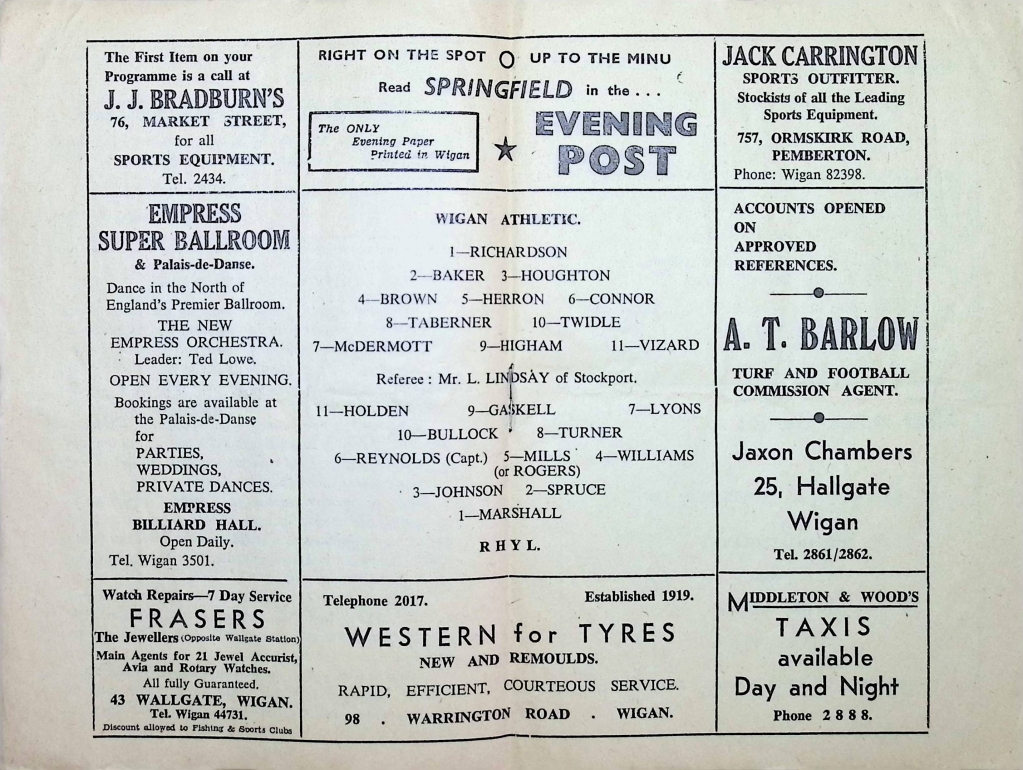 The First Item on your
Programme is a call at
J. J. BRADBURN'S
76, MARKET STREET,
for all
SPORTS EQUIPMENT.
Tel. 2434.
EMPRESS
SUPER BALLROOM
& Palais-de-Danse.
Dance in the North of
England's Premier Ballroom.
THE NEW
EMPRESS ORCHESTRA.
Leader: Ted Lowe.
OPEN EVERY EVENING.
Bookings are available at
the Palais-de-Danse
for
PARTIES,
WEDDINGS,
PRIVATE DANCES.
EMPRESS
BILLIARD HALL.
Open Daily.
Tel. Wigan 3501.
Watch Repairs—7 Day Service
FRASERS
The Jewellers (Opposite Wallgate Station)
Main Agents for 21 Jewel Accurist,
Avia and Rotary Watches.
All fully Guaranteed.
43 WALLGATE, WIGAN.
Tel. Wigan 44731.
Discount allowed to Fishing & Sports Clubs
RIGHT ON THE SPOT O UP TO THE MINU
Read SPRINGFIELD in the ...
The ONLY
Evening Paper
Printed in Wigan
EVENING
POST
WIGAN ATHLETIC.
1—RICHARDSON
2—BAKER 3—HOUGHTON
4—BROWN 5—HERRON 6—CONNOR
8—TABERNER 10—TWIDLE
7—McDERMOTT 9—HIGHAM 11—VIZARD
Referee : Mr. L. LINDSAY of Stockport.
11—HOLDEN 9—GASKELL 7—LYONS
10—BULLOCK 8—TURNER
6—REYNOLDS (Capt.) 5—MILLS 4—WILLIAMS
(or ROGERS)
3—JOHNSON 2—SPRUCE
1—MARSHALL
RHYL.
Telephone 2017. Established 1919.
WESTERN for TYRES
NEW AND REMOULDS.
RAPID, EFFICIENT, COURTEOUS SERVICE.
98 . WARRINGTON ROAD . WIGAN.
JACK CARRINGTON
SPORTS OUTFITTER.
Stockists of all the Leading
Sports Equipment.
757, ORMSKIRK ROAD,
PEMBERTON.
Phone: Wigan 82398.
ACCOUNTS OPENED
ON
APPROVED
REFERENCES.
A. T. BARLOW
TURF AND FOOTBALL
COMMISSION AGENT.
Jaxon Chambers
25, Hallgate
Wigan
Tel. 2861/2862.
MIDDLETON & WOOD'S
TAXIS
available
Day and Night
Phone 2888.